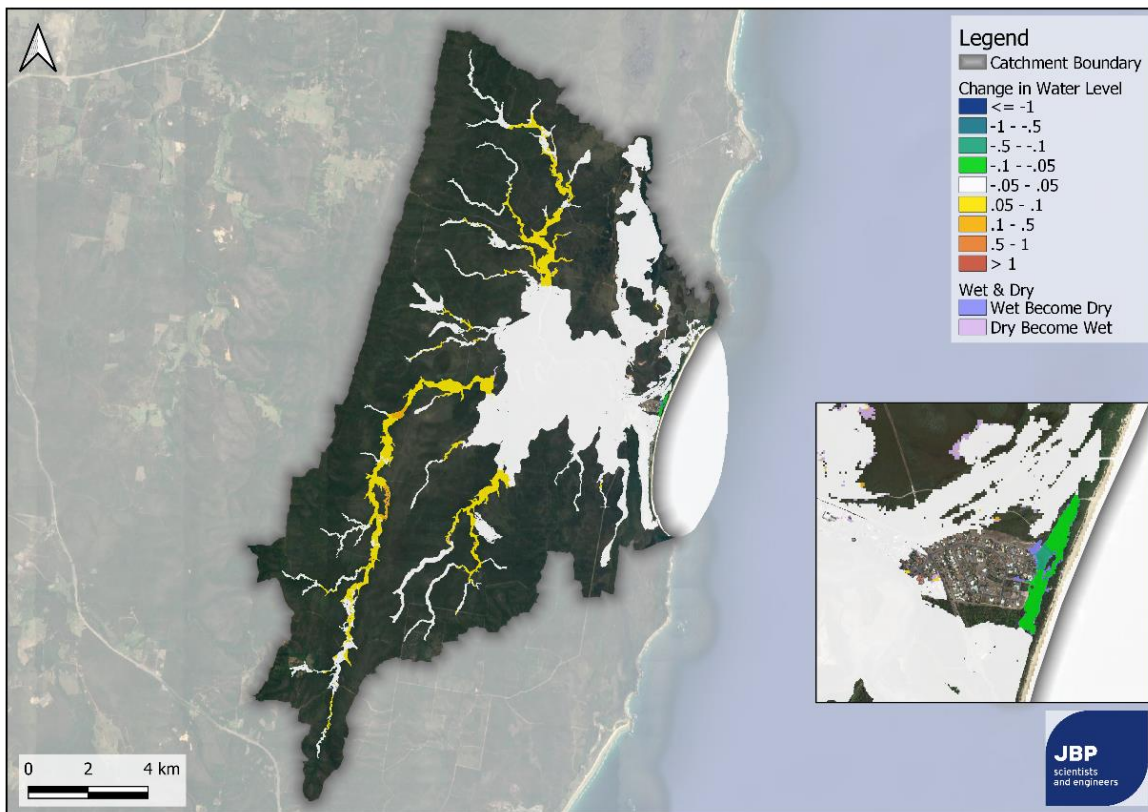 Legend
Catchment Boundary
Change in Water Level
<= -1
-1 - -.5
-.5 - -.1
-.1 - -.05
-.05 - .05
.05 - .1
.1 - .5
.5 - 1
> 1
Wet & Dry
Wet Become Dry
Dry Become Wet
0 2 4 km
JBP
scientists
and engineers